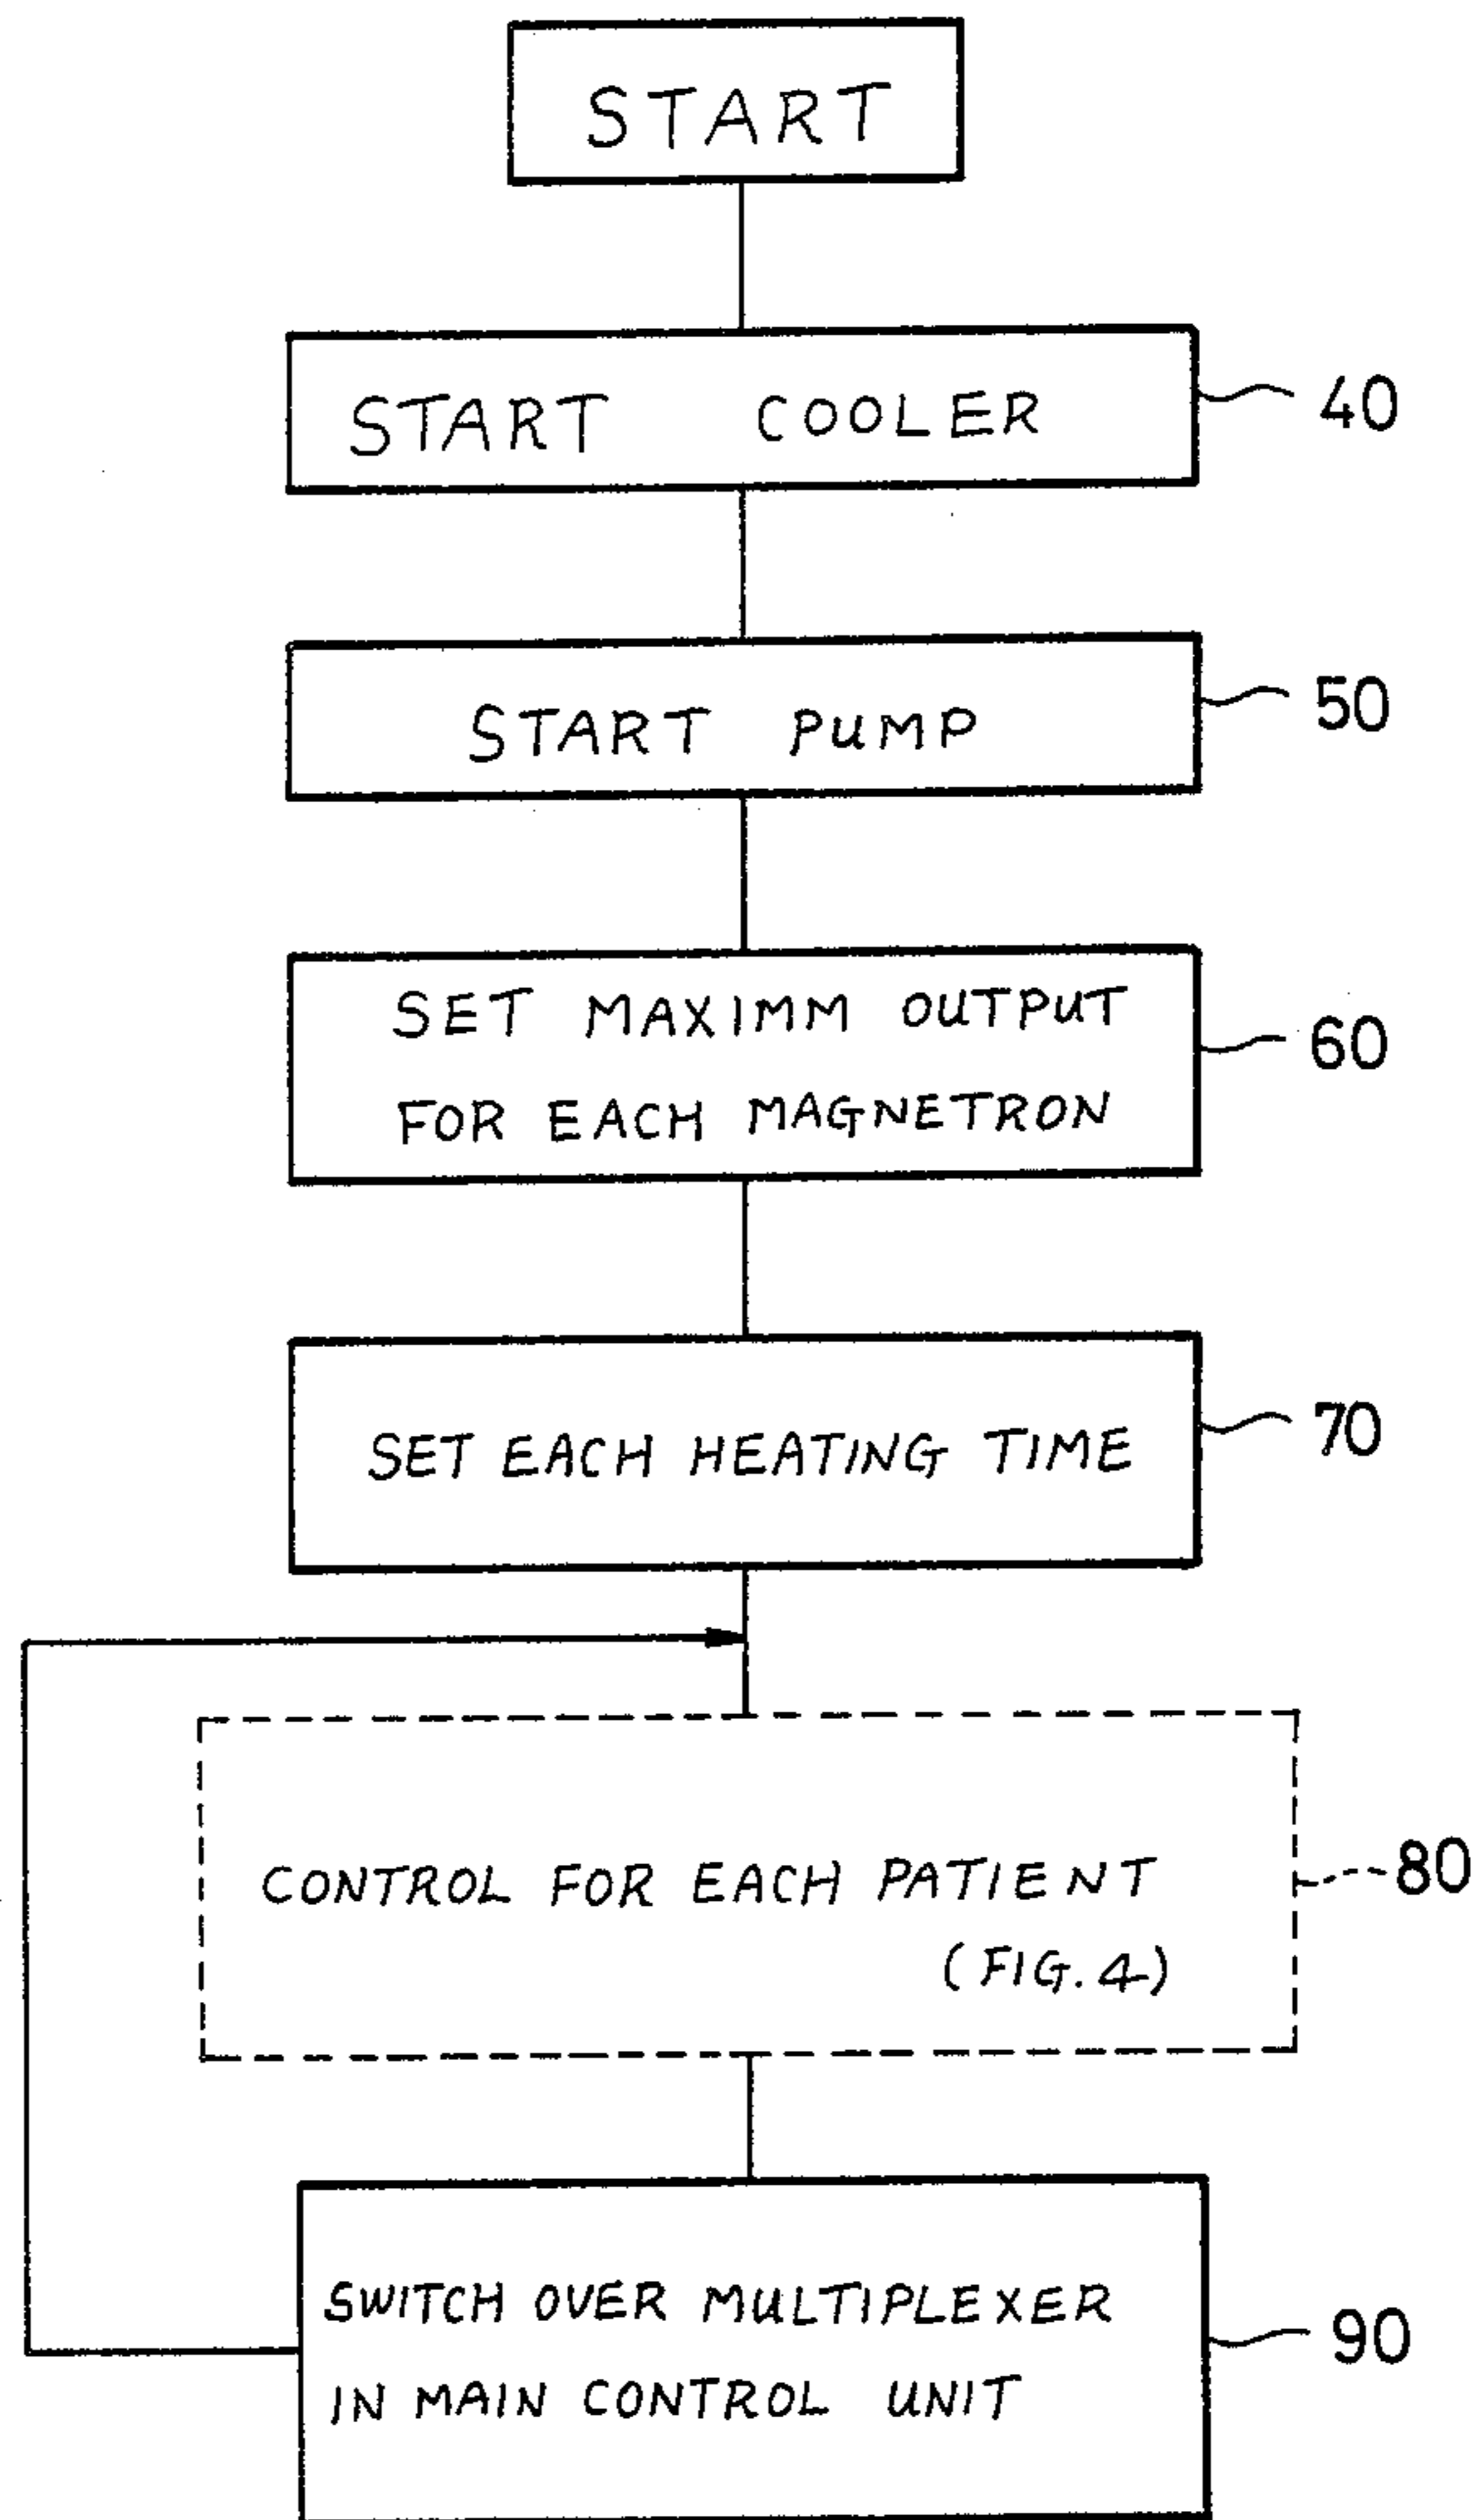 START
START COOLER
40
START PUMP
50
SET MAXIMM OUTPUT
FOR EACH MAGNETRON
60
SET EACH HEATING TIME
70
CONTROL FOR EACH PATIENT
(FIG. 4)
80
SWITCH OVER MULTIPLEXER
IN MAIN CONTROL UNIT
90